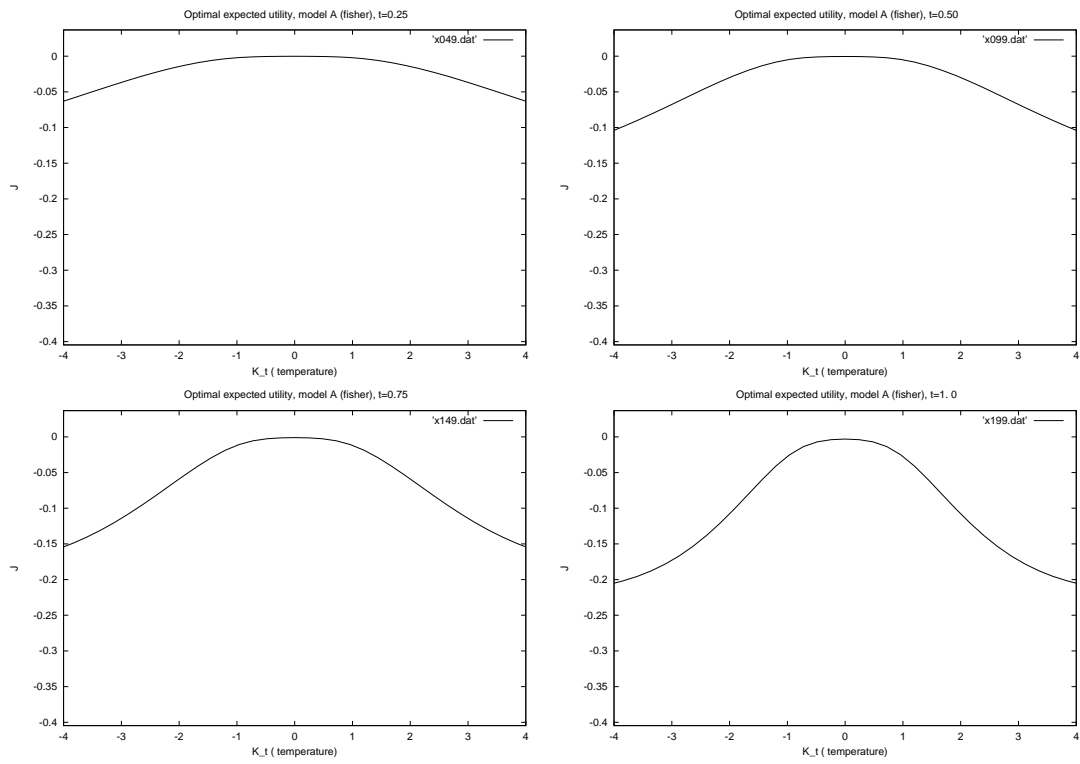 Optimal expected utility, model A (fisher), t=0.25
'x049.dat'
0
-0.05
-0.1
-0.15
-0.2
-0.25
-0.3
-0.35
-0.4
J
-4 -3 -2 -1 0 1 2 3 4
K_t ( temperature)
Optimal expected utility, model A (fisher), t=0.50
'x099.dat'
0
-0.05
-0.1
-0.15
-0.2
-0.25
-0.3
-0.35
-0.4
J
-4 -3 -2 -1 0 1 2 3 4
K_t ( temperature)
Optimal expected utility, model A (fisher), t=0.75
'x149.dat'
0
-0.05
-0.1
-0.15
-0.2
-0.25
-0.3
-0.35
-0.4
J
-4 -3 -2 -1 0 1 2 3 4
K_t ( temperature)
Optimal expected utility, model A (fisher), t=1. 0
'x199.dat'
0
-0.05
-0.1
-0.15
-0.2
-0.25
-0.3
-0.35
-0.4
J
-4 -3 -2 -1 0 1 2 3 4
K_t ( temperature)